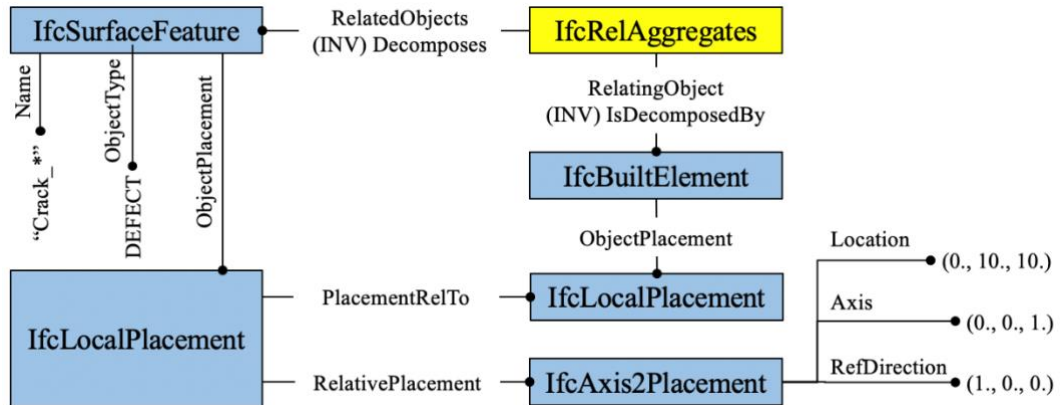 IfcSurfaceFeature
RelatedObjects
(INV) Decomposes
IfcRelAggregates
Name
“Crack_*”
ObjectType
DEFECT
ObjectPlacement
RelatingObject
(INV) IsDecomposedBy
IfcBuiltElement
ObjectPlacement
IfcLocalPlacement
PlacementRelTo
IfcLocalPlacement
RelativePlacement
IfcAxis2Placement
Location
(0., 10., 10.)
Axis
(0., 0., 1.)
RefDirection
(1., 0., 0.)